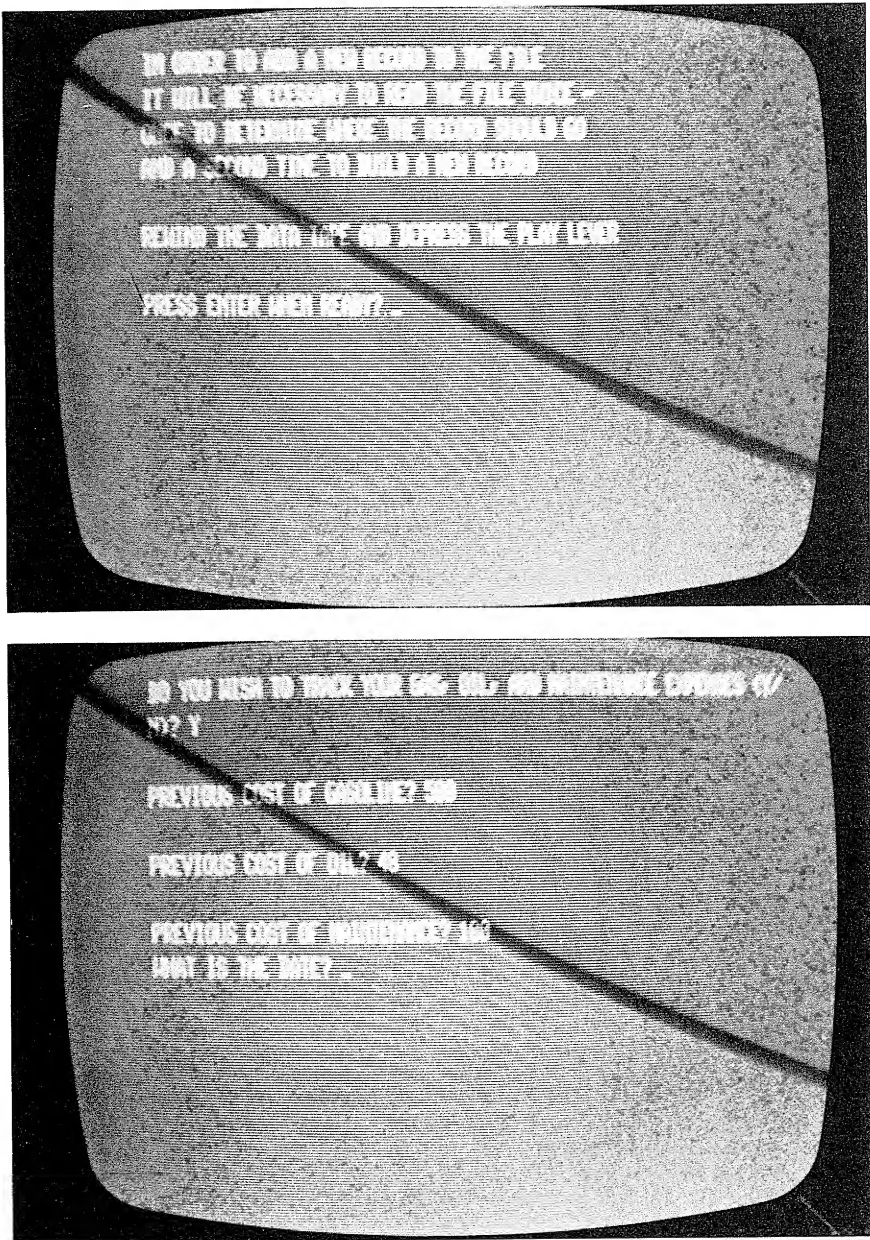 IN ORDER TO ADD A NEW RECORD TO THE FILE
IT WILL BE NECESSARY TO READ THE FILE TWICE -
ONCE TO DETERMINE WHERE THE RECORD SHOULD GO
AND A SECOND TIME TO BUILD A NEW RECORD
REWIND THE DATA TAPE AND DEPRESS THE PLAY LEVER
PRESS ENTER WHEN READY? _
DO YOU WISH TO TRACK YOUR GAS, OIL, AND MAINTENANCE EXPENSES (Y/
N)? Y
PREVIOUS COST OF GASOLINE? 500
PREVIOUS COST OF OIL? 48
PREVIOUS COST OF MAINTENANCE?
WHAT IS THE DATE? _